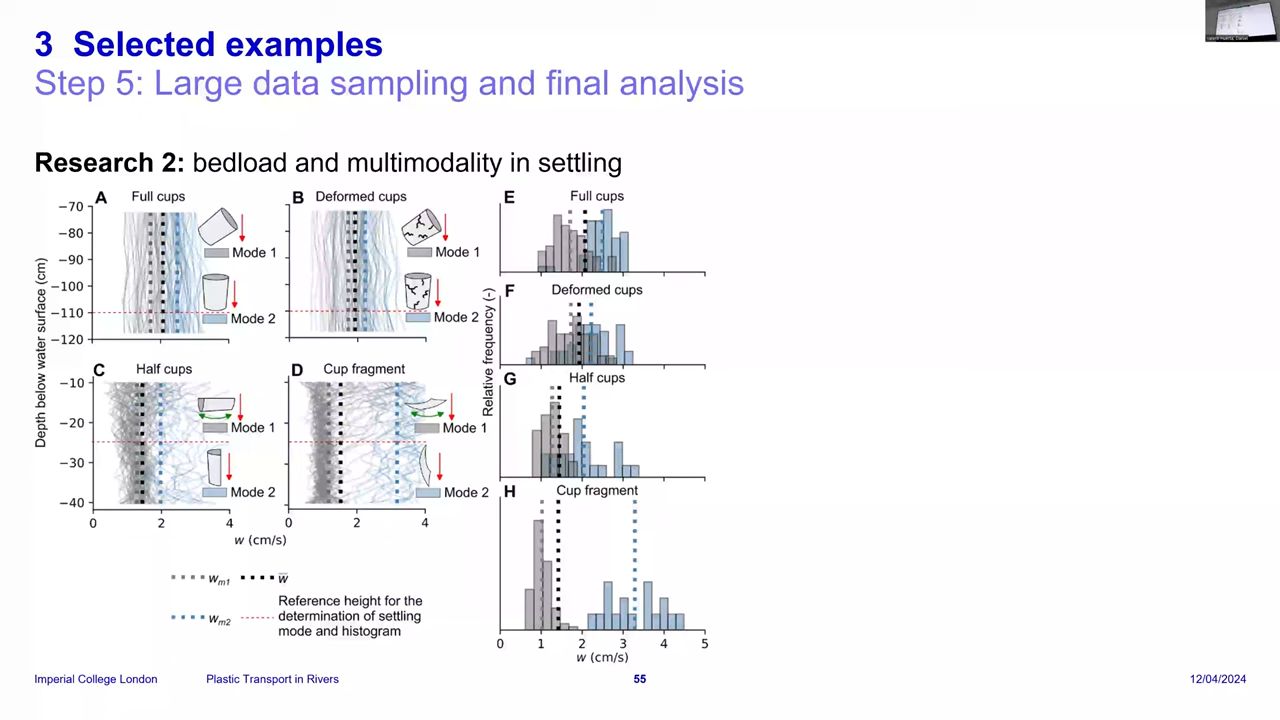 3 Selected examples
Step 5: Large data sampling and final analysis
Research 2: bedload and multimodality in settling
A Full cups
B Deformed cups
E Full cups
−70
−80
−90
−100
−110
−120
Mode 1
Mode 2
Mode 1
Mode 2
F Deformed cups
C Half cups
D Cup fragment
G Half cups
−10
−20
−30
−40
Mode 1
Mode 2
Mode 1
Mode 2
H Cup fragment
Depth below water surface (cm)
Relative frequency (-)
0 2 4
0 2 4
w (cm/s)
0 1 2 3 4 5
w (cm/s)
wm1
w̅
wm2
Reference height for the
determination of settling
mode and histogram
Imperial College London
Plastic Transport in Rivers
55
12/04/2024